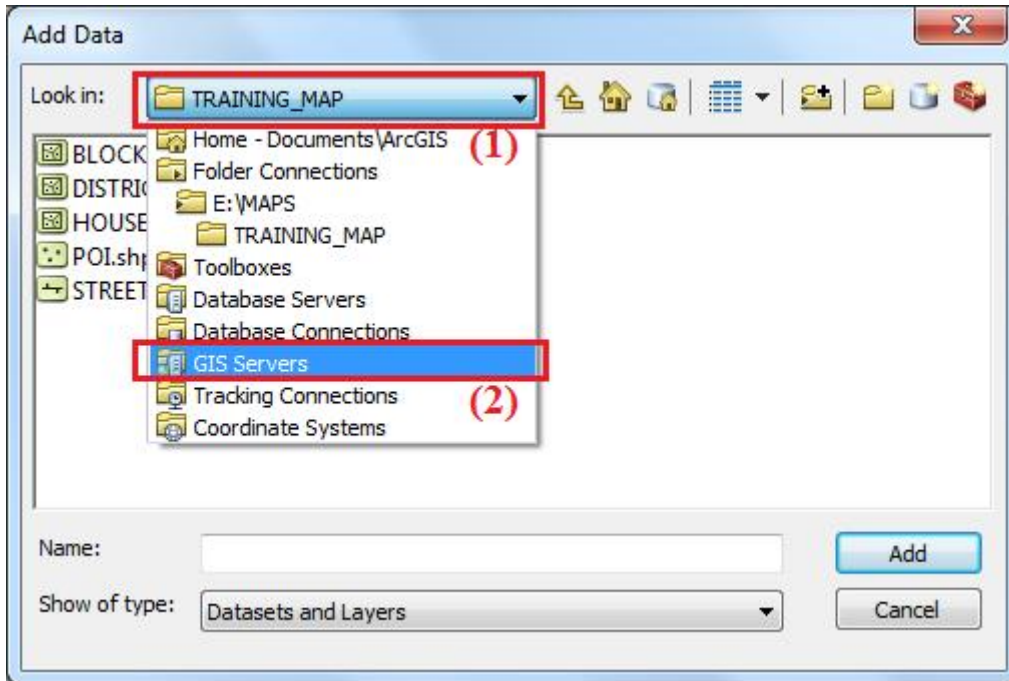 Add Data
Look in: TRAINING_MAP
Home - Documents\ArcGIS (1)
Folder Connections
E:\MAPS
TRAINING_MAP
Toolboxes
Database Servers
Database Connections
GIS Servers
Tracking Connections (2)
Coordinate Systems
BLOCK
DISTRI
HOUSE
POI.shp
STREET
Name:
Add
Show of type: Datasets and Layers
Cancel